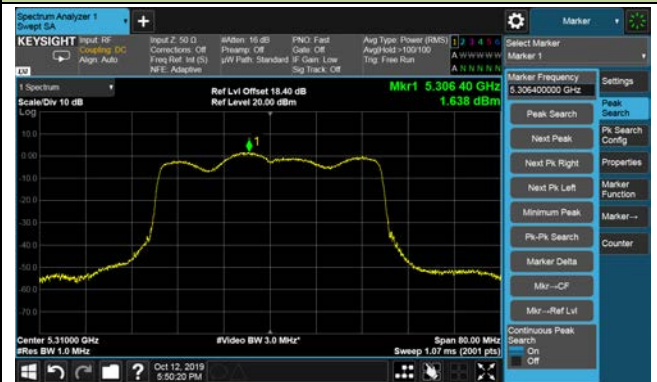 Spectrum Analyzer 1
Swept SA
Marker
KEYSIGHT
Input: RF
Coupling: DC
Align: Auto
Input Z: 50 Ω
Corrections: Off
Freq Ref: Int (S)
NFE: Adaptive
#Atten: 16 dB
Preamp: Off
µW Path: Standard
PNO: Fast
Gate: Off
IF Gain: Low
Sig Track: Off
Avg Type: Power (RMS)
Avg|Hold:>100/100
Trig: Free Run
1 2 3 4 5 6
A W W W W W
A N N N N N
Select Marker
Marker 1
LXI
1 Spectrum
Scale/Div 10 dB
Log
Ref Lvl Offset 18.40 dB
Ref Level 20.00 dBm
Mkr1 5.306 40 GHz
1.638 dBm
1
10.0
0.00
-10.0
-20.0
-30.0
-40.0
-50.0
-60.0
-70.0
Center 5.31000 GHz
#Res BW 1.0 MHz
#Video BW 3.0 MHz*
Span 80.00 MHz
Sweep 1.07 ms (2001 pts)
Marker Frequency
5.306400000 GHz
Peak Search
Next Peak
Next Pk Right
Next Pk Left
Minimum Peak
Pk-Pk Search
Marker Delta
Mkr→CF
Mkr→Ref Lvl
Continuous Peak
Search
On
Off
Settings
Peak
Search
Pk Search
Config
Properties
Marker
Function
Marker→
Counter
?
Oct 12, 2019
5:50:20 PM